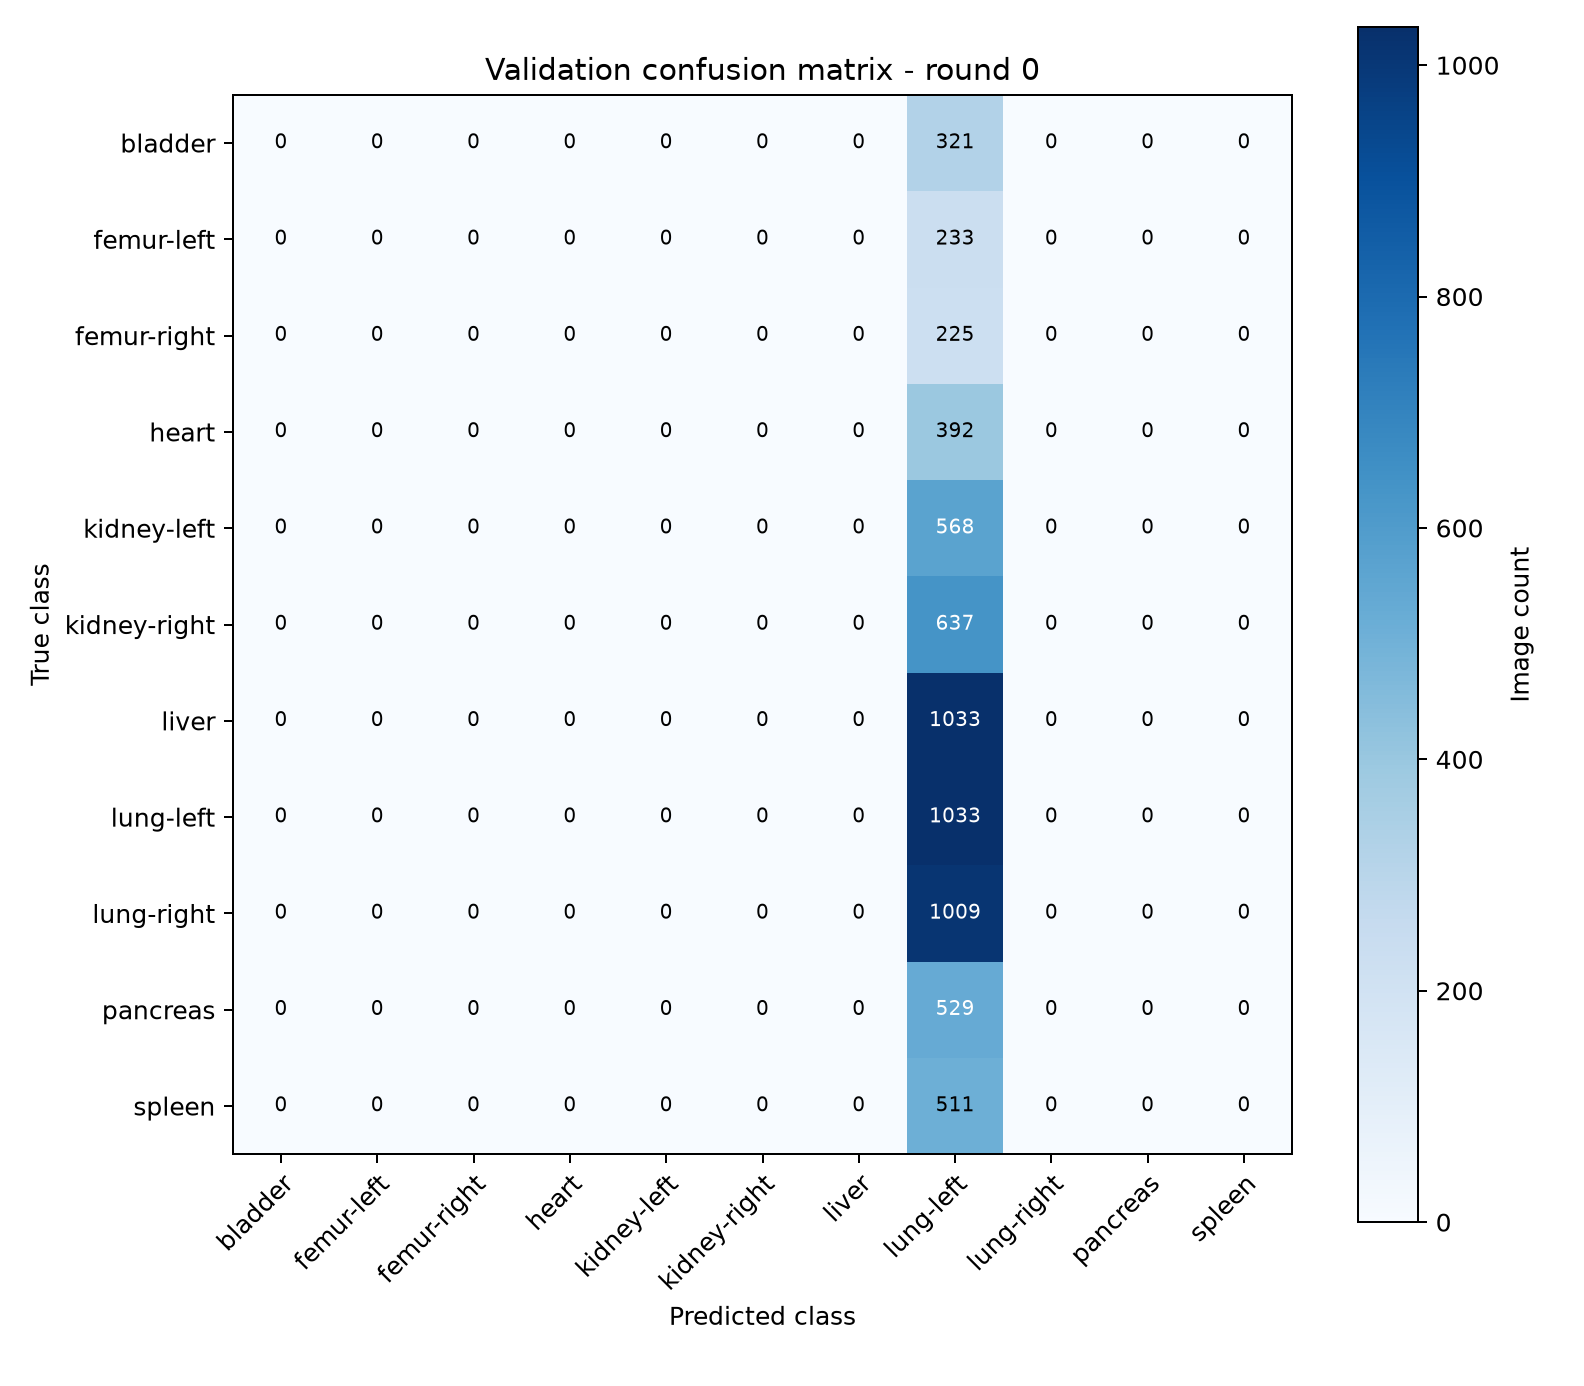 Validation confusion matrix - round 0
True class
bladder 0 0 0 0 0 0 0 321 0 0 0
femur-left 0 0 0 0 0 0 0 233 0 0 0
femur-right 0 0 0 0 0 0 0 225 0 0 0
heart 0 0 0 0 0 0 0 392 0 0 0
kidney-left 0 0 0 0 0 0 0 568 0 0 0
kidney-right 0 0 0 0 0 0 0 637 0 0 0
liver 0 0 0 0 0 0 0 1033 0 0 0
lung-left 0 0 0 0 0 0 0 1033 0 0 0
lung-right 0 0 0 0 0 0 0 1009 0 0 0
pancreas 0 0 0 0 0 0 0 529 0 0 0
spleen 0 0 0 0 0 0 0 511 0 0 0
bladder femur-left femur-right heart kidney-left kidney-right liver lung-left lung-right pancreas spleen
Predicted class
1000
800
600
400
200
0
Image count